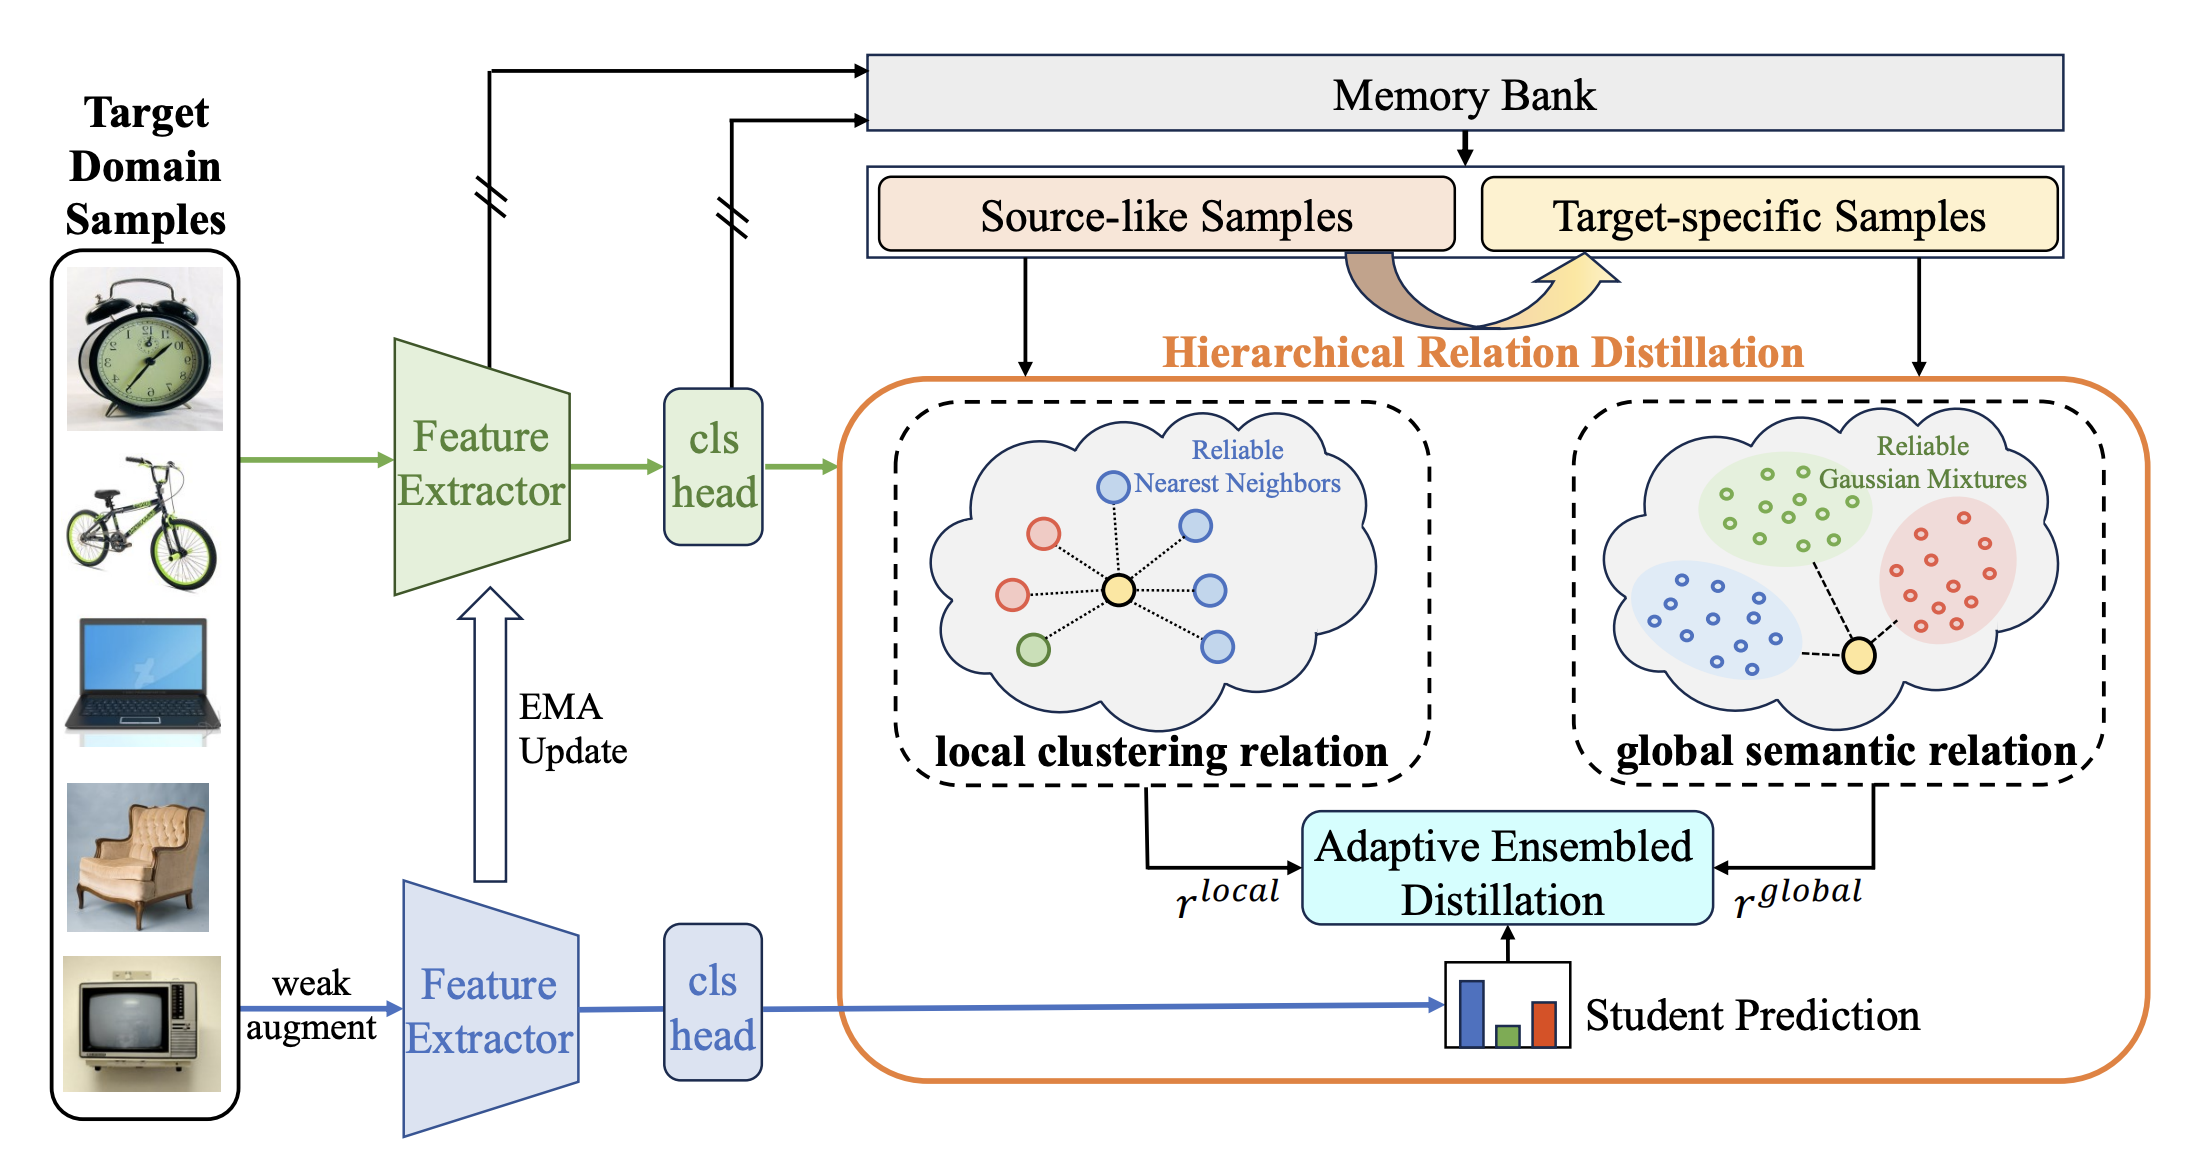 Target
Domain
Samples
Memory Bank
Source-like Samples
Target-specific Samples
Hierarchical Relation Distillation
Feature
Extractor
cls
head
Reliable
Nearest Neighbors
Reliable
Gaussian Mixtures
local clustering relation
global semantic relation
EMA
Update
Adaptive Ensembled
Distillation
r^{local}
r^{global}
weak
augment
Feature
Extractor
cls
head
Student Prediction